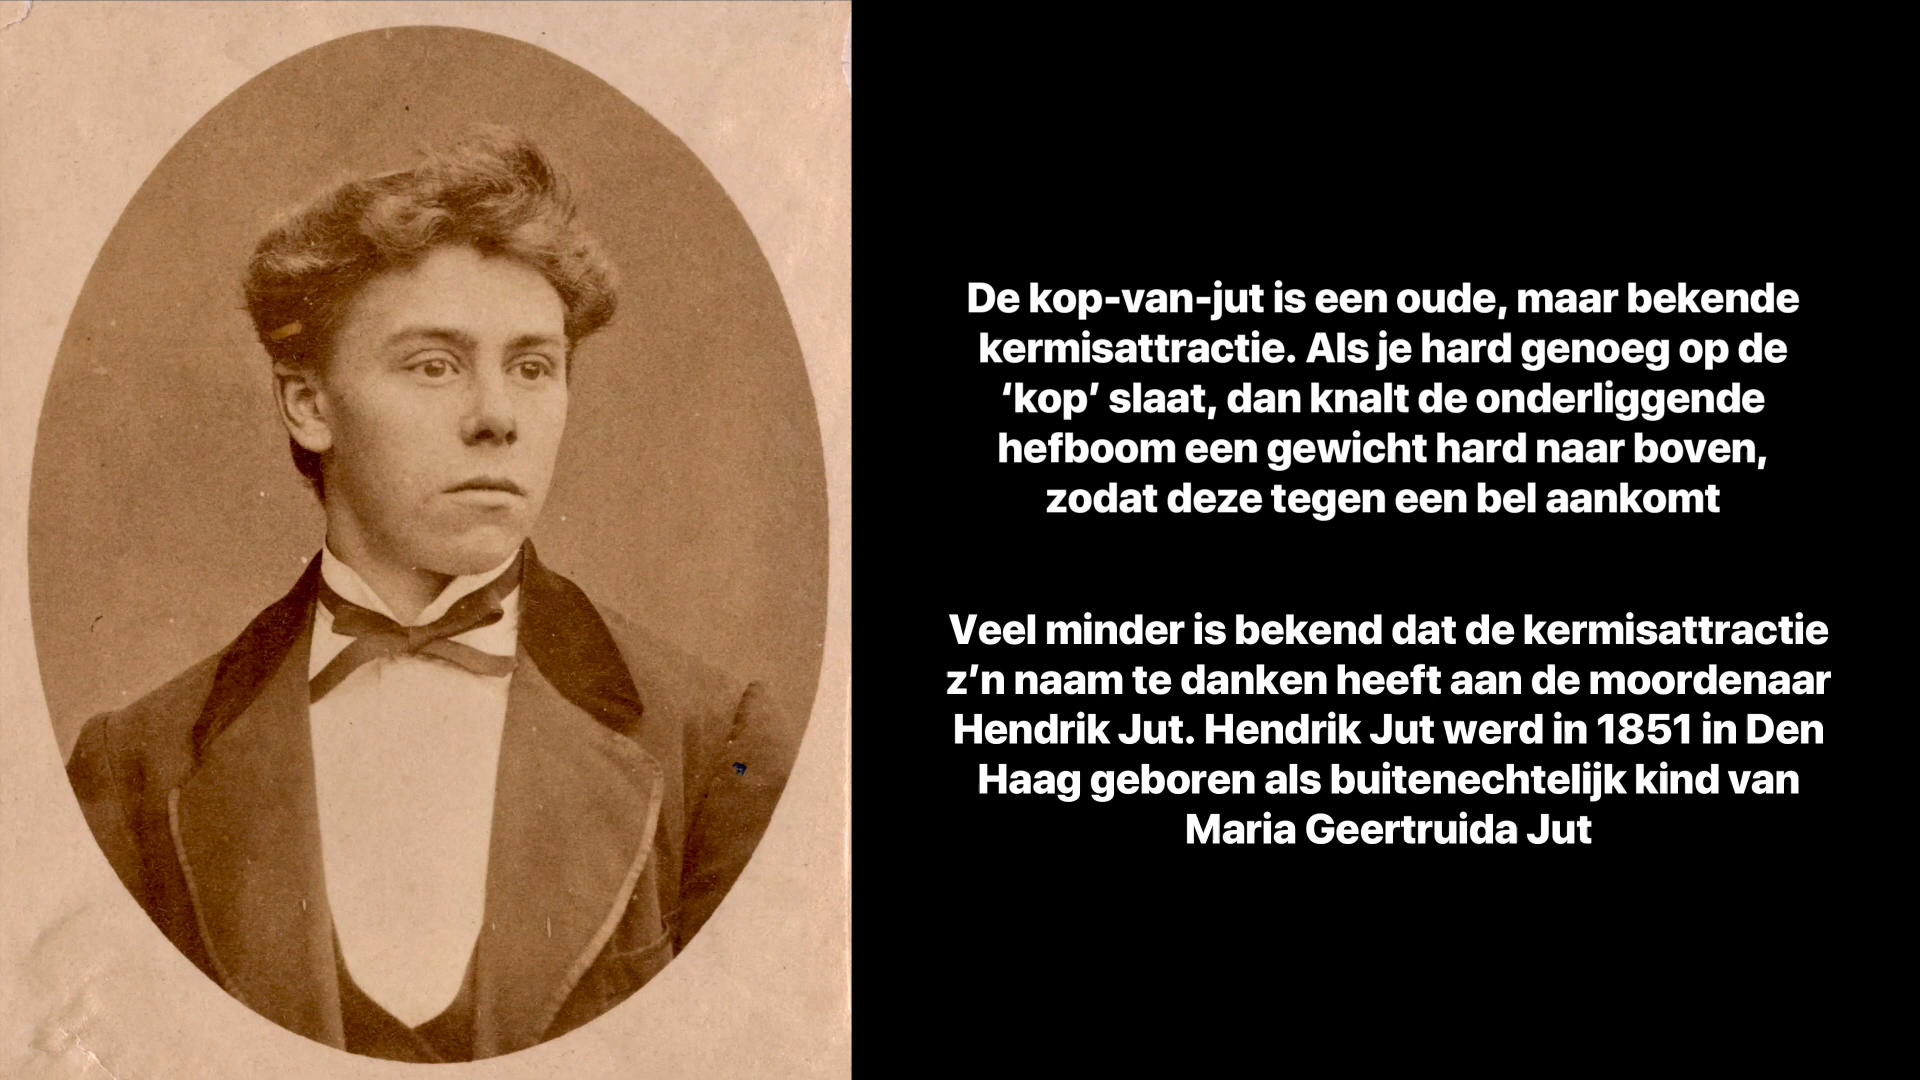 De kop-van-jut is een oude, maar bekende
kermisattractie. Als je hard genoeg op de
‘kop’ slaat, dan knalt de onderliggende
hefboom een gewicht hard naar boven,
zodat deze tegen een bel aankomt
Veel minder is bekend dat de kermisattractie
z’n naam te danken heeft aan de moordenaar
Hendrik Jut. Hendrik Jut werd in 1851 in Den
Haag geboren als buitenechtelijk kind van
Maria Geertruida Jut